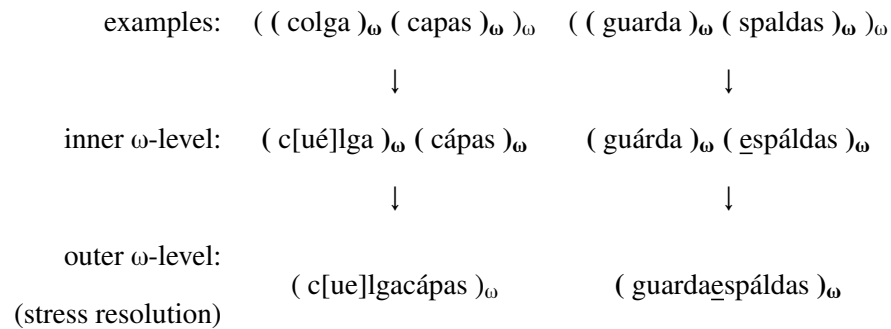 examples: ( ( colga )ω ( capas )ω )ω ( ( guarda )ω ( spaldas )ω )ω
↓ ↓
inner ω-level: ( c[ué]lga )ω ( cápas )ω ( guárda )ω ( espáldas )ω
↓ ↓
outer ω-level:
( c[ue]lgacápas )ω ( guardaespáldas )ω
(stress resolution)